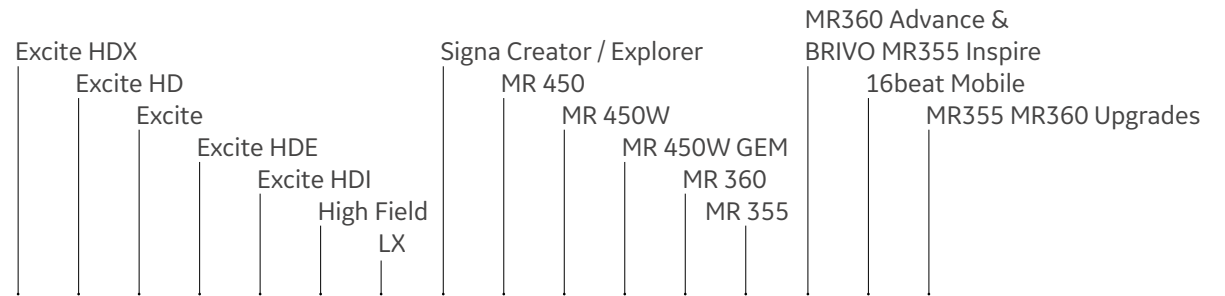 Excite HDX
Excite HD
Excite
Excite HDE
Excite HDI
High Field
LX
Signa Creator / Explorer
MR 450
MR 450W
MR 450W GEM
MR 360
MR 355
MR360 Advance &
BRIVO MR355 Inspire
16beat Mobile
MR355 MR360 Upgrades